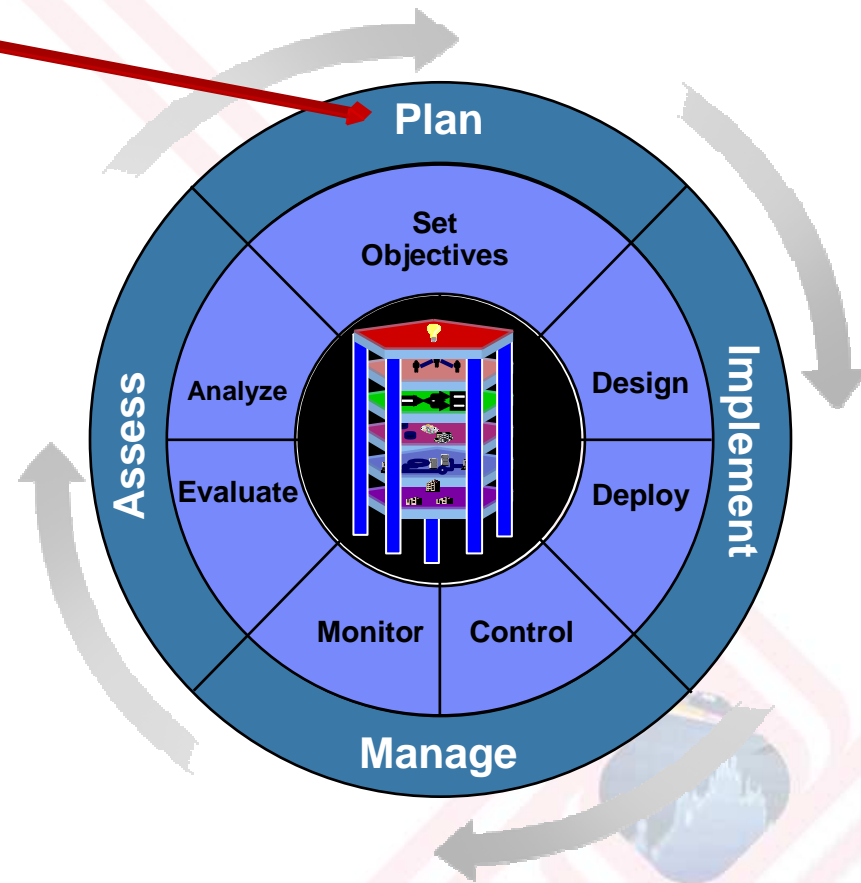 Plan
Set
Objectives
Design
Implement
Deploy
Control
Monitor
Manage
Evaluate
Analyze
Assess